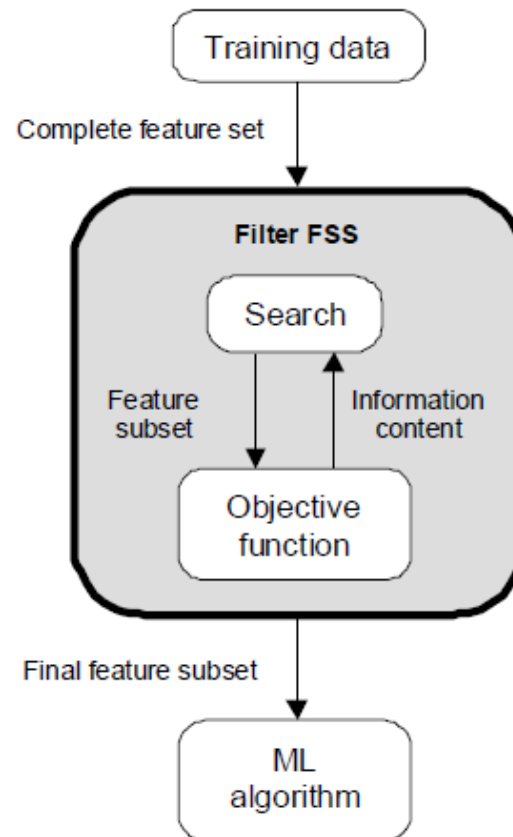 Training data
Complete feature set
Filter FSS
Search
Feature
subset
Information
content
Objective
function
Final feature subset
ML
algorithm